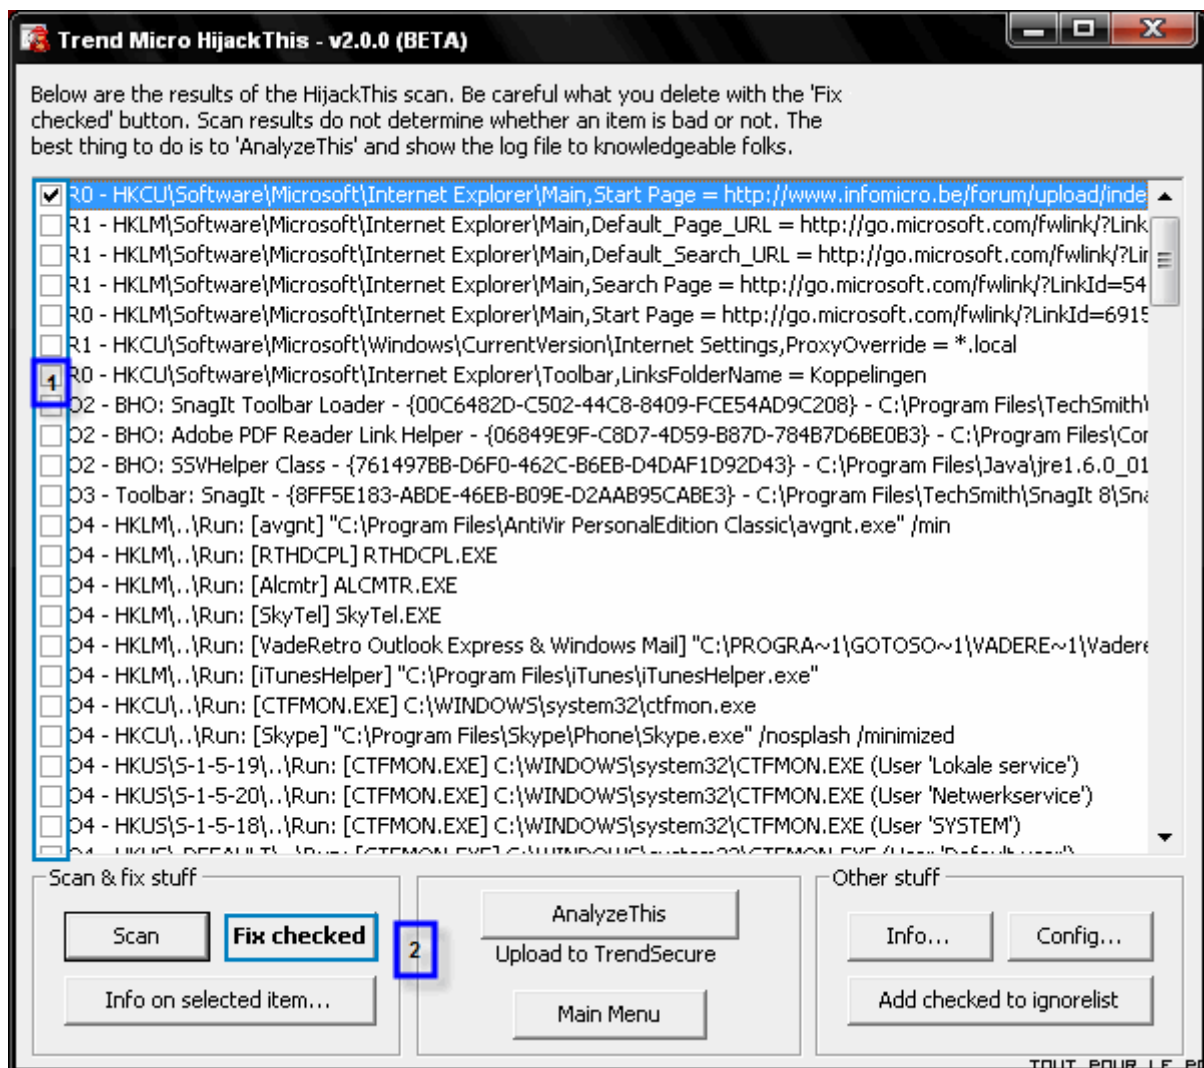 Trend Micro HijackThis - v2.0.0 (BETA)
Below are the results of the HijackThis scan. Be careful what you delete with the 'Fix
checked' button. Scan results do not determine whether an item is bad or not. The
best thing to do is to 'AnalyzeThis' and show the log file to knowledgeable folks.
R0 - HKCU\Software\Microsoft\Internet Explorer\Main,Start Page = http://www.infomicro.be/forum/upload/inde
R1 - HKLM\Software\Microsoft\Internet Explorer\Main,Default_Page_URL = http://go.microsoft.com/fwlink/?Link
R1 - HKLM\Software\Microsoft\Internet Explorer\Main,Default_Search_URL = http://go.microsoft.com/fwlink/?Lin
R1 - HKLM\Software\Microsoft\Internet Explorer\Main,Search Page = http://go.microsoft.com/fwlink/?LinkId=54
R0 - HKLM\Software\Microsoft\Internet Explorer\Main,Start Page = http://go.microsoft.com/fwlink/?LinkId=6915
R1 - HKCU\Software\Microsoft\Windows\CurrentVersion\Internet Settings,ProxyOverride = *.local
1 R0 - HKCU\Software\Microsoft\Internet Explorer\Toolbar,LinksFolderName = Koppelingen
O2 - BHO: SnagIt Toolbar Loader - {00C6482D-C502-44C8-8409-FCE54AD9C208} - C:\Program Files\TechSmith\
O2 - BHO: Adobe PDF Reader Link Helper - {06849E9F-C8D7-4D59-B87D-784B7D6BE0B3} - C:\Program Files\Cor
O2 - BHO: SSVHelper Class - {761497BB-D6F0-462C-B6EB-D4DAF1D92D43} - C:\Program Files\Java\jre1.6.0_01
O3 - Toolbar: SnagIt - {8FF5E183-ABDE-46EB-B09E-D2AAB95CABE3} - C:\Program Files\TechSmith\SnagIt 8\Sna
O4 - HKLM\..\Run: [avgnt] "C:\Program Files\AntiVir PersonalEdition Classic\avgnt.exe" /min
O4 - HKLM\..\Run: [RTHDCPL] RTHDCPL.EXE
O4 - HKLM\..\Run: [Alcmtr] ALCMTR.EXE
O4 - HKLM\..\Run: [SkyTel] SkyTel.EXE
O4 - HKLM\..\Run: [VadeRetro Outlook Express & Windows Mail] "C:\PROGRA~1\GOTOSO~1\VADERE~1\Vadere
O4 - HKLM\..\Run: [iTunesHelper] "C:\Program Files\iTunes\iTunesHelper.exe"
O4 - HKCU\..\Run: [CTFMON.EXE] C:\WINDOWS\system32\ctfmon.exe
O4 - HKCU\..\Run: [Skype] "C:\Program Files\Skype\Phone\Skype.exe" /nosplash /minimized
O4 - HKUS\S-1-5-19\..\Run: [CTFMON.EXE] C:\WINDOWS\system32\CTFMON.EXE (User 'Lokale service')
O4 - HKUS\S-1-5-20\..\Run: [CTFMON.EXE] C:\WINDOWS\system32\CTFMON.EXE (User 'Netwerkservice')
O4 - HKUS\S-1-5-18\..\Run: [CTFMON.EXE] C:\WINDOWS\system32\CTFMON.EXE (User 'SYSTEM')
O4 - HKUS\.DEFAULT\..\Run: [CTFMON.EXE] C:\WINDOWS\system32\CTFMON.EXE (User 'Default user')
Scan & fix stuff
Scan
Fix checked
Info on selected item...
2
AnalyzeThis
Upload to TrendSecure
Main Menu
Other stuff
Info...
Config...
Add checked to ignorelist
TOUT POUR LE